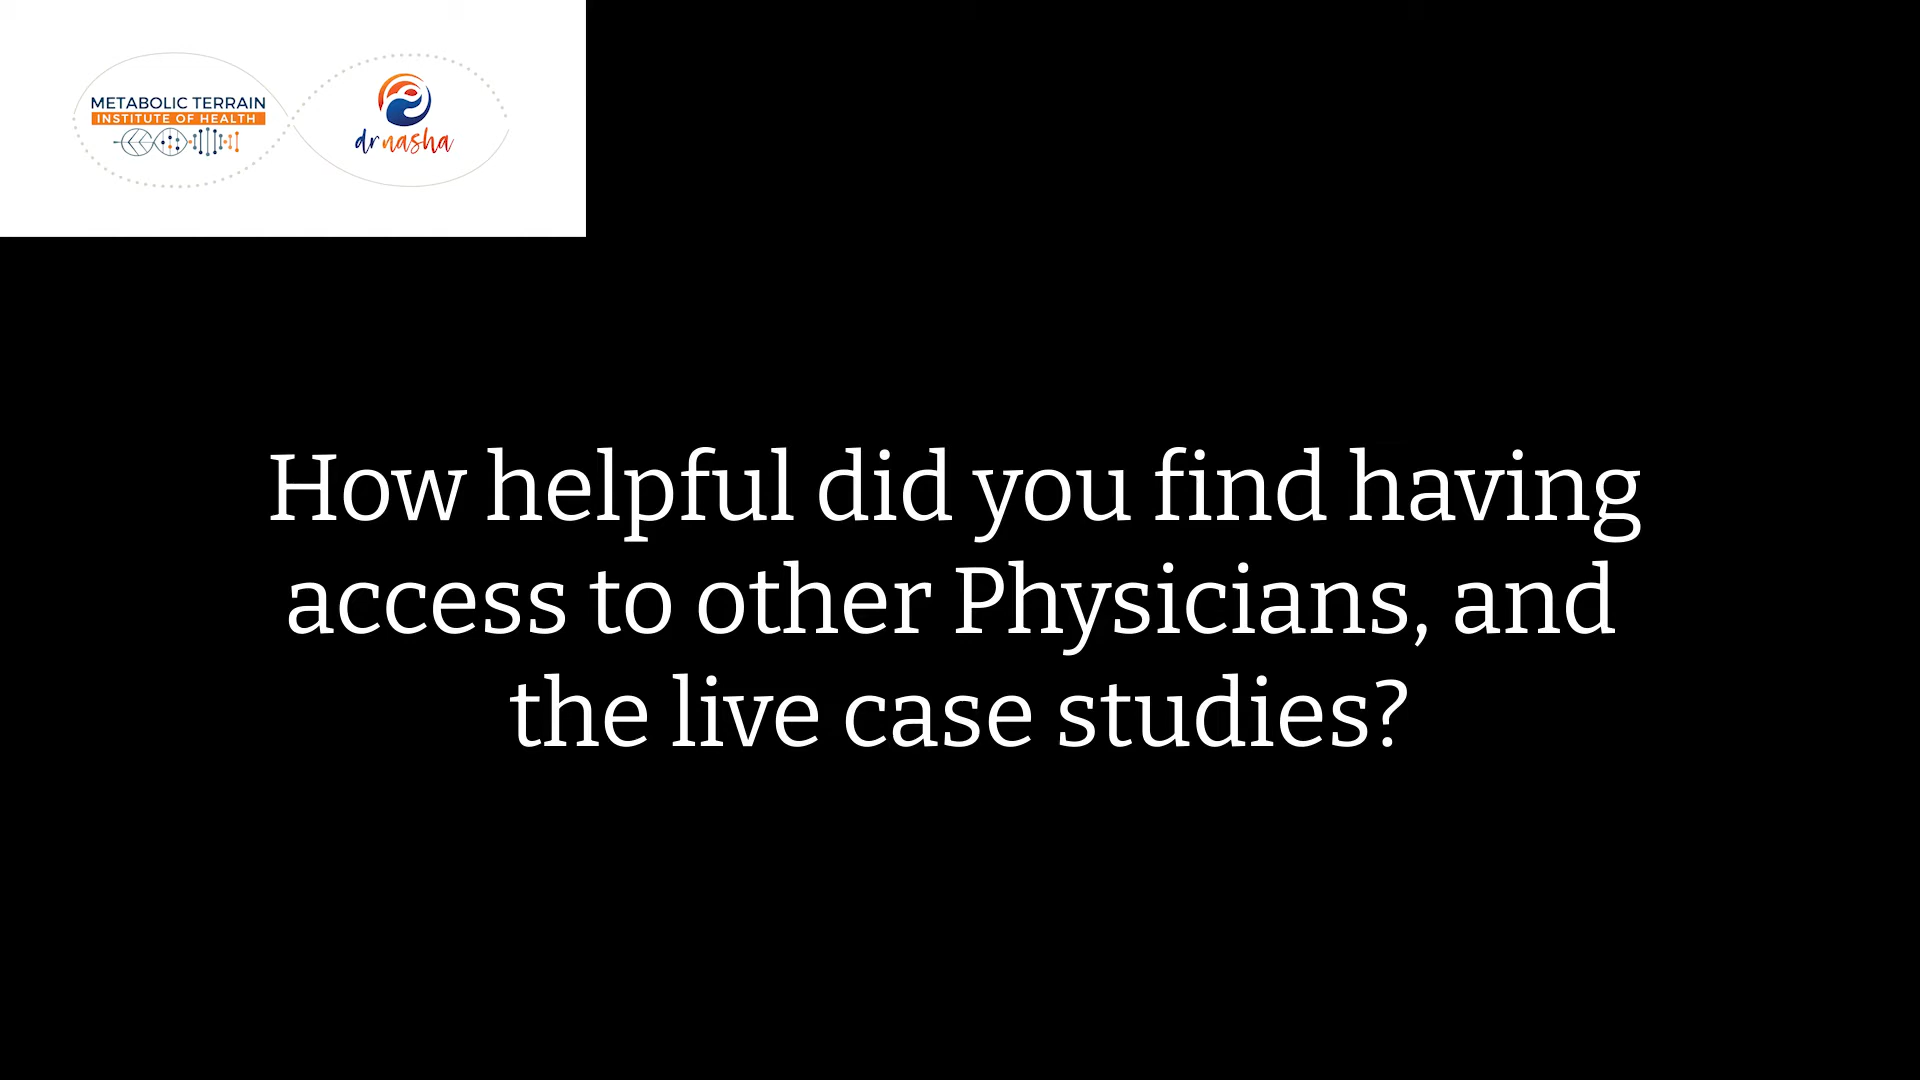 METABOLIC TERRAIN
INSTITUTE OF HEALTH
drnasha
How helpful did you find having
access to other Physicians, and
the live case studies?